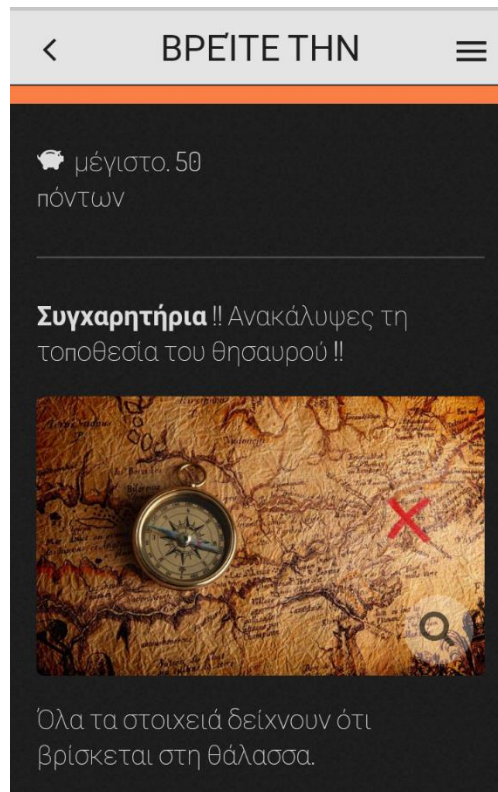 ΒΡΕΊΤΕ ΤΗΝ
μέγιστο. 50
πόντων
Συγχαρητήρια !! Ανακάλυψες τη
τοποθεσία του θησαυρού !!
Όλα τα στοιχειά δείχνουν ότι
βρίσκεται στη θάλασσα.